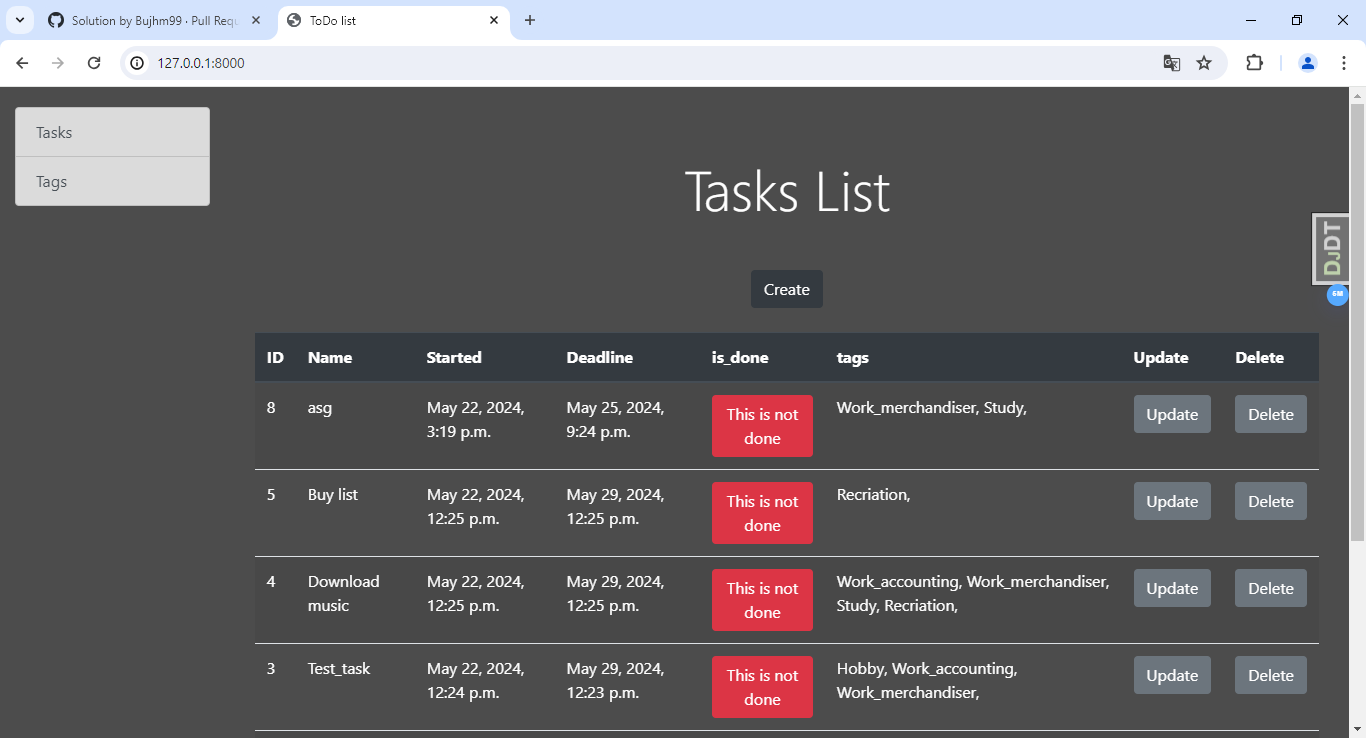 Solution by Bujhm99 · Pull Requ
ToDo list
127.0.0.1:8000
Tasks
Tags
Tasks List
DJDT
6M
Create
ID Name Started Deadline is_done tags Update Delete
8 asg May 22, 2024, May 25, 2024, This is not Work_merchandiser, Study, Update Delete
3:19 p.m. 9:24 p.m. done
5 Buy list May 22, 2024, May 29, 2024, This is not Recriation, Update Delete
12:25 p.m. 12:25 p.m. done
4 Download May 22, 2024, May 29, 2024, This is not Work_accounting, Work_merchandiser, Update Delete
music 12:25 p.m. 12:25 p.m. done Study, Recriation,
3 Test_task May 22, 2024, May 29, 2024, This is not Hobby, Work_accounting, Update Delete
12:24 p.m. 12:23 p.m. done Work_merchandiser,